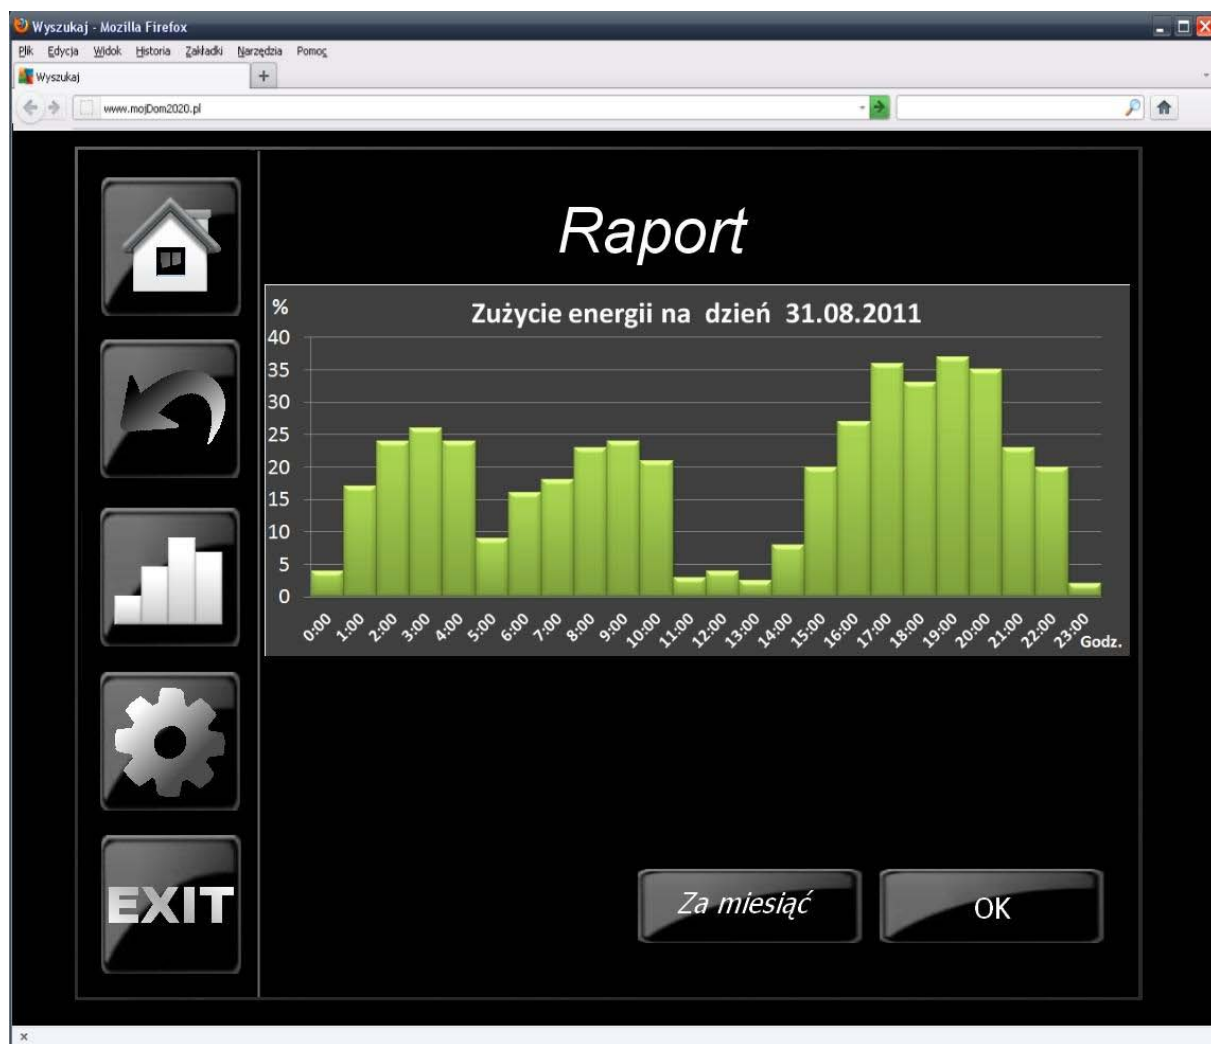 Wyszukaj - Mozilla Firefox
Plik Edycja Widok Historia Zakładki Narzędzia Pomoc
Wyszukaj
www.mojDom2020.pl
Raport
%
Zużycie energii na dzień 31.08.2011
40
35
30
25
20
15
10
5
0
0:00 1:00 2:00 3:00 4:00 5:00 6:00 7:00 8:00 9:00 10:00 11:00 12:00 13:00 14:00 15:00 16:00 17:00 18:00 19:00 20:00 21:00 22:00 23:00
Godz.
EXIT
Za miesiąć
OK